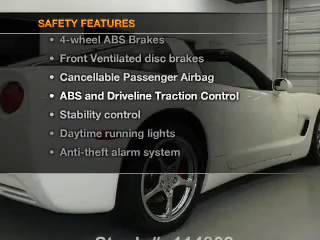 SAFETY FEATURES
• 4-wheel ABS Brakes
• Front Ventilated disc brakes
• Cancellable Passenger Airbag
• ABS and Driveline Traction Control
• Stability control
• Daytime running lights
• Anti-theft alarm system